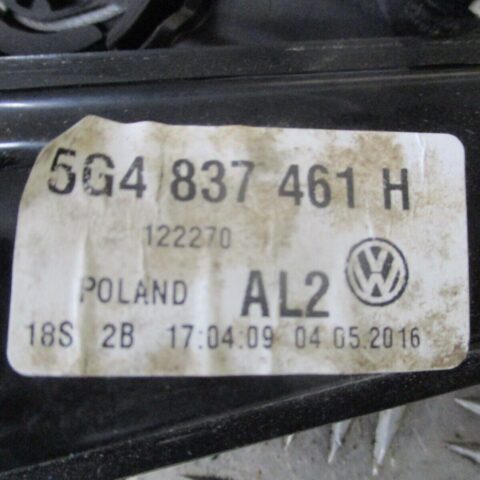 5G4 837 461 H
122270
POLAND AL2
18S 2B 17:04:09 04.05.2016